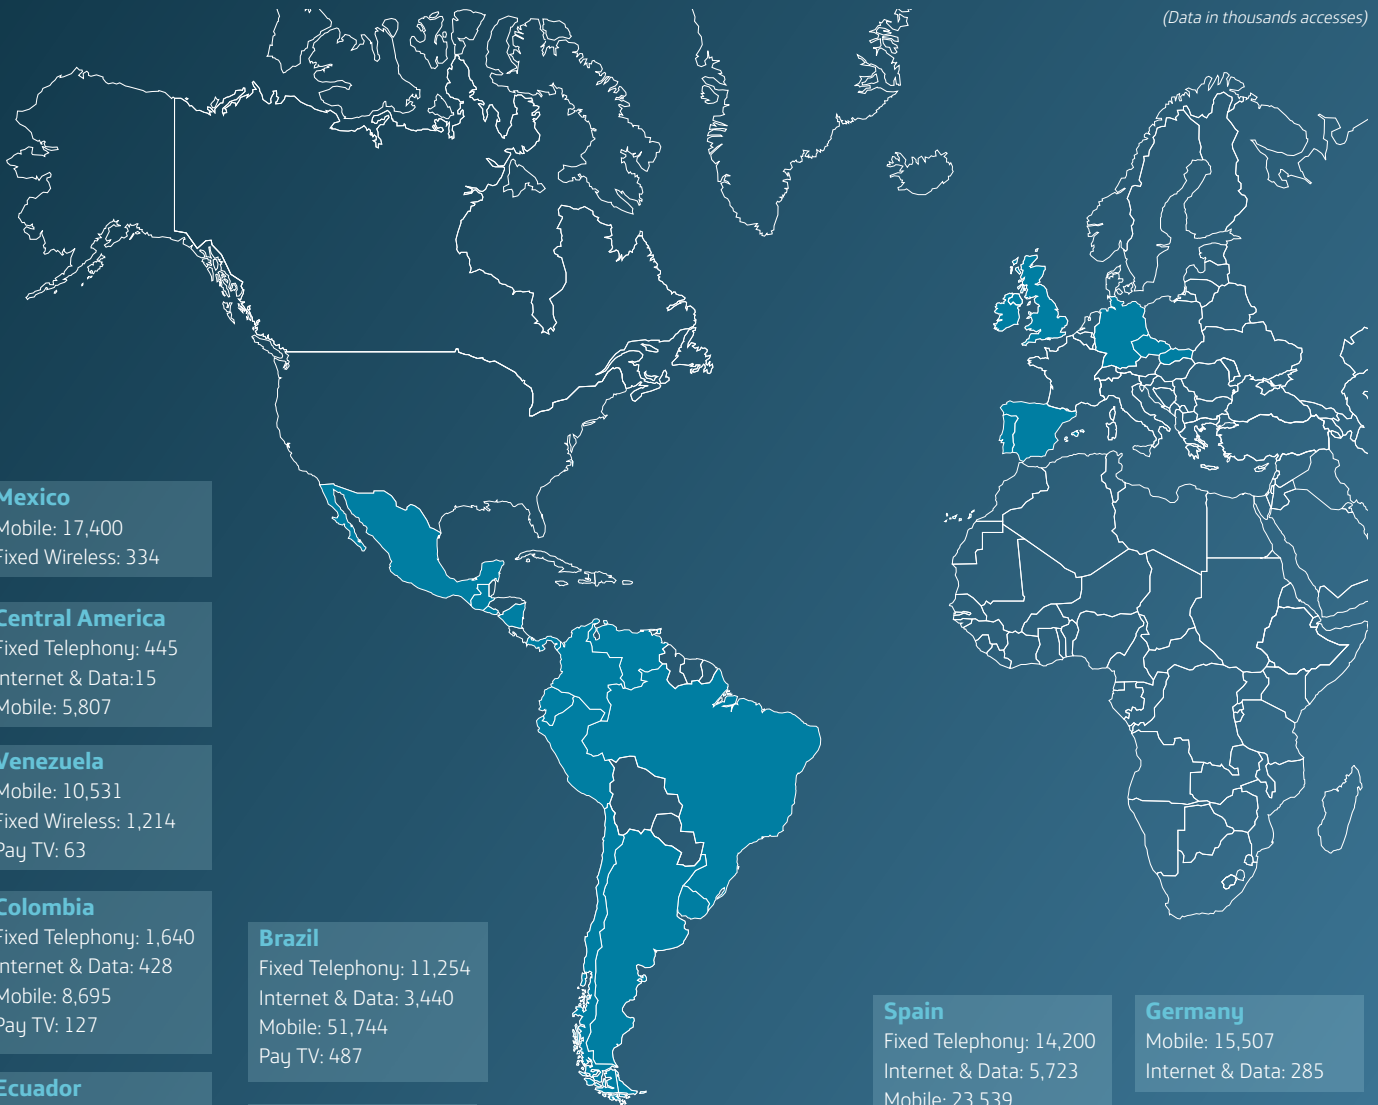 (Data in thousands accesses)
Mexico
Mobile: 17,400
Fixed Wireless: 334
Central America
Fixed Telephony: 445
Internet & Data:15
Mobile: 5,807
Venezuela
Mobile: 10,531
Fixed Wireless: 1,214
Pay TV: 63
Colombia
Fixed Telephony: 1,640
Internet & Data: 428
Mobile: 8,695
Pay TV: 127
Ecuador
Brazil
Fixed Telephony: 11,254
Internet & Data: 3,440
Mobile: 51,744
Pay TV: 487
Spain
Fixed Telephony: 14,200
Internet & Data: 5,723
Mobile: 23,539
Germany
Mobile: 15,507
Internet & Data: 285